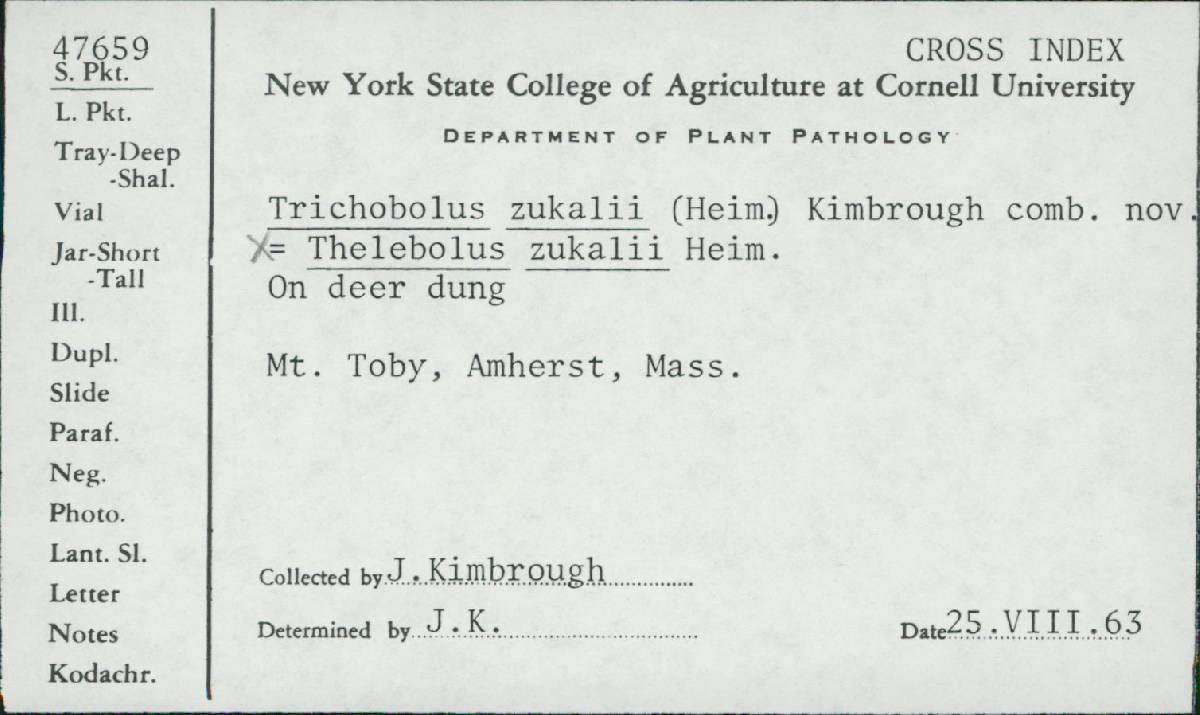 47659
S. Pkt.
L. Pkt.
Tray-Deep
-Shal.
Vial
Jar-Short
-Tall
Ill.
Dupl.
Slide
Paraf.
Neg.
Photo.
Lant. Sl.
Letter
Notes
Kodachr.
CROSS INDEX
New York State College of Agriculture at Cornell University
DEPARTMENT OF PLANT PATHOLOGY
Trichobolus zukalii (Heim.) Kimbrough comb. nov.
X= Thelebolus zukalii Heim.
On deer dung
Mt. Toby, Amherst, Mass.
Collected by J. Kimbrough
Determined by J.K.
Date 25.VIII.63